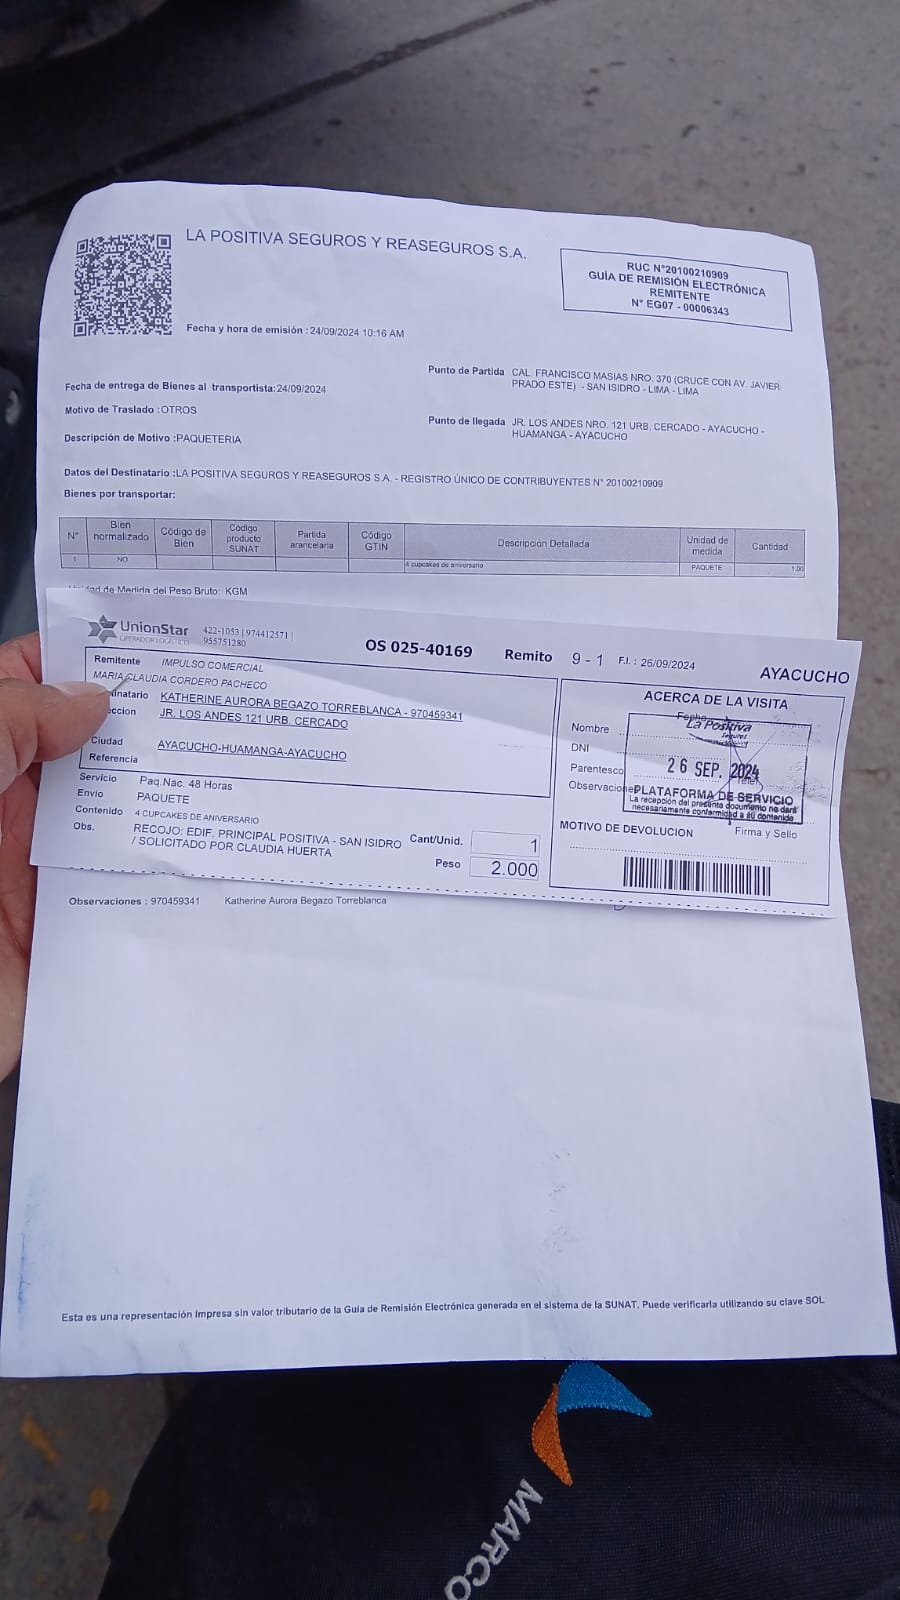 LA POSITIVA SEGUROS Y REASEGUROS S.A.
RUC N°20100210909
GUÍA DE REMISIÓN ELECTRÓNICA
REMITENTE
N° EG07 - 00006343
Fecha y hora de emisión : 24/09/2024 10:16 AM
Fecha de entrega de Bienes al transportista:24/09/2024
Motivo de Traslado :OTROS
Descripción de Motivo :PAQUETERIA
Punto de Partida CAL. FRANCISCO MASIAS NRO. 370 (CRUCE CON AV. JAVIER
PRADO ESTE) - SAN ISIDRO - LIMA - LIMA
Punto de llegada JR. LOS ANDES NRO. 121 URB. CERCADO - AYACUCHO -
HUAMANGA - AYACUCHO
Datos del Destinatario :LA POSITIVA SEGUROS Y REASEGUROS S.A. - REGISTRO ÚNICO DE CONTRIBUYENTES N° 20100210909
Bienes por transportar:
N° Bien normalizado Código de Bien Código producto SUNAT Partida arancelaria Código GTIN Descripción Detallada Unidad de medida Cantidad
1 NO 4 cupcakes de aniversario PAQUETE 1.00
de Medida del Peso Bruto: KGM
UnionStar
OPERADOR LOGÍSTICO
422-1053 | 974412571 |
955751280
OS 025-40169
Remito 9 - 1 F.I. : 26/09/2024
AYACUCHO
Remitente IMPULSO COMERCIAL
MARIA CLAUDIA CORDERO PACHECO
inatario KATHERINE AURORA BEGAZO TORREBLANCA - 970459341
eccion JR. LOS ANDES 121 URB. CERCADO
Ciudad AYACUCHO-HUAMANGA-AYACUCHO
Referencia
Servicio Paq.Nac. 48 Horas
Envio PAQUETE
Contenido 4 CUPCAKES DE ANIVERSARIO
Obs. RECOJO: EDIF. PRINCIPAL POSITIVA - SAN ISIDRO
/ SOLICITADO POR CLAUDIA HUERTA
Cant/Unid. 1
Peso 2.000
ACERCA DE LA VISITA
Nombre
DNI
Parentesco
Observacione
Fecha
La Positiva
Seguros
26 SEP. 2024
Telef
PLATAFORMA DE SERVICIO
La recepción del presente documento no dará
necesariamente conformidad a su contenido
MOTIVO DE DEVOLUCION
Firma y Sello
Observaciones : 970459341 Katherine Aurora Begazo Torreblanca
Esta es una representación impresa sin valor tributario de la Guía de Remisión Electrónica generada en el sistema de la SUNAT. Puede verificarla utilizando su clave SOL
MARCO